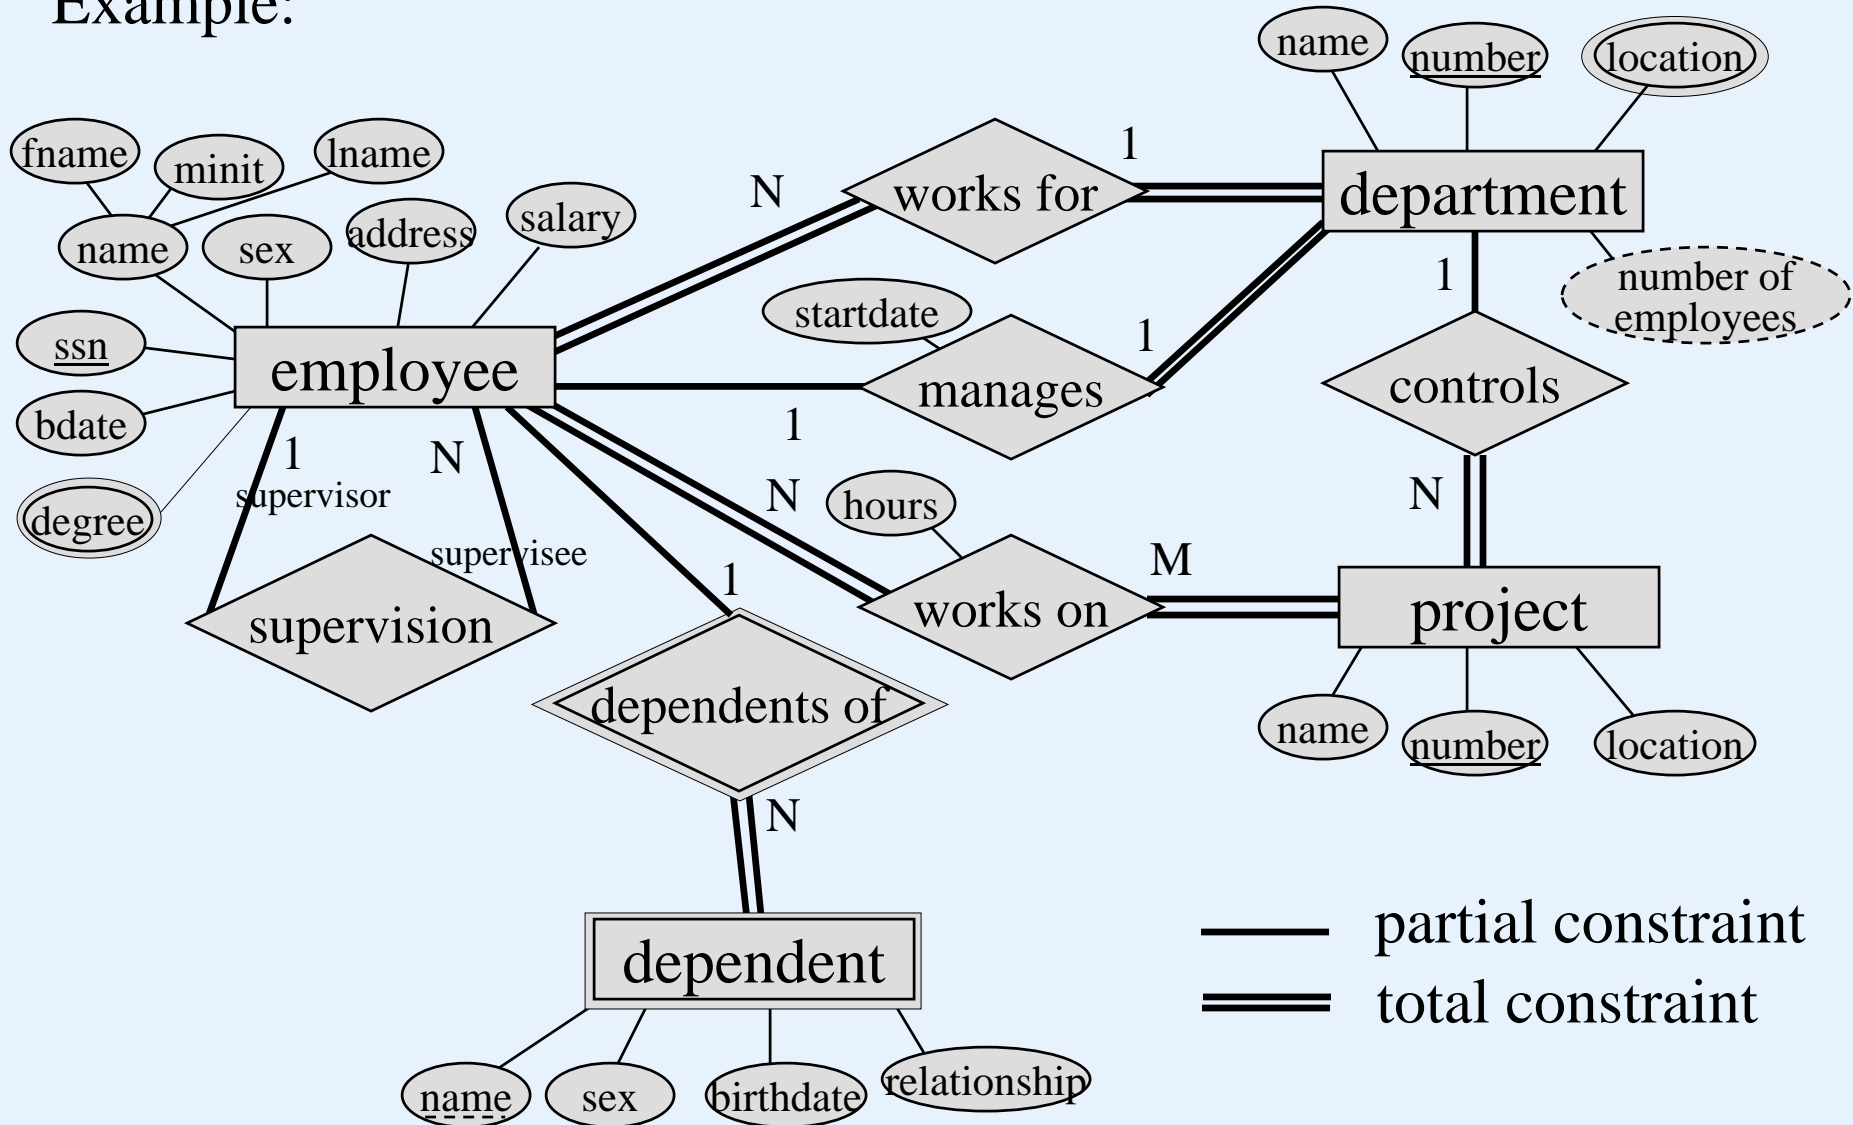 Example:
name
number
location
fname
minit
lname
1
N
works for
department
salary
address
name
sex
number of
employees
1
startdate
ssn
1
employee
manages
controls
bdate
1
1
N
supervisor
N
hours
N
degree
supervisee
M
1
works on
project
supervision
dependents of
name
number
location
N
partial constraint
dependent
total constraint
relationship
name
sex
birthdate